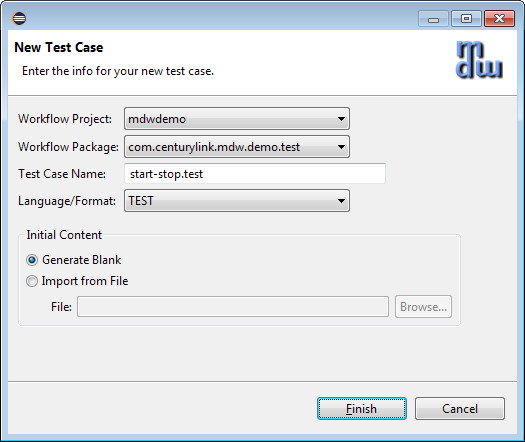 New Test Case
Enter the info for your new test case.
mdw
Workflow Project: mdwdemo
Workflow Package: com.centurylink.mdw.demo.test
Test Case Name: start-stop.test
Language/Format: TEST
Initial Content
Generate Blank
Import from File
File: Browse...
Finish Cancel